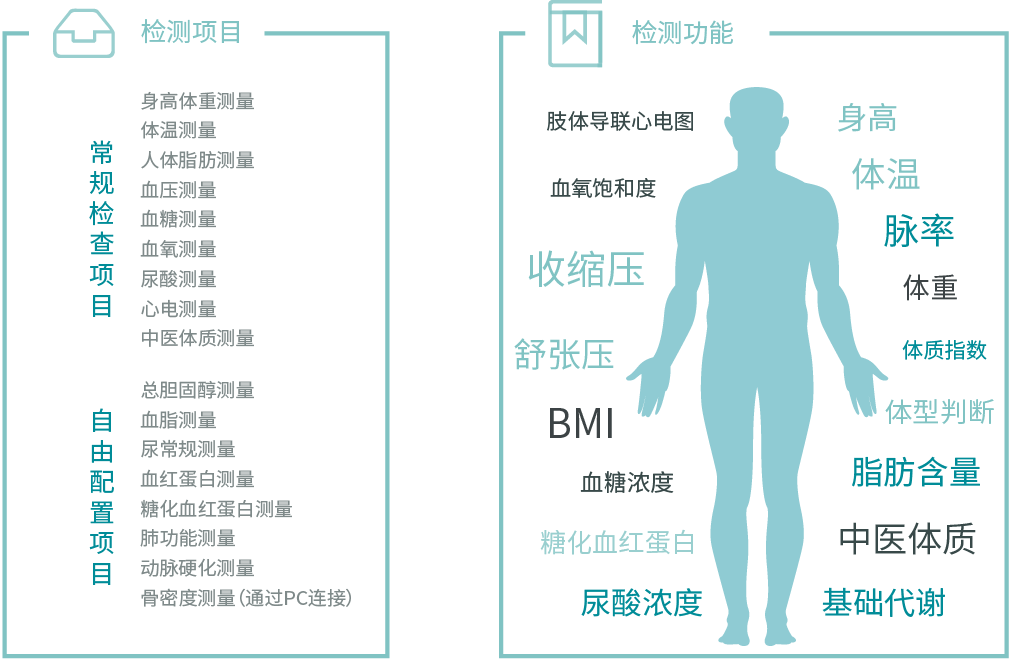 检测项目
常规检查项目
身高体重测量
体温测量
人体脂肪测量
血压测量
血糖测量
血氧测量
尿酸测量
心电测量
中医体质测量
自由配置项目
总胆固醇测量
血脂测量
尿常规测量
血红蛋白测量
糖化血红蛋白测量
肺功能测量
动脉硬化测量
骨密度测量(通过PC连接)
检测功能
肢体导联心电图
血氧饱和度
收缩压
舒张压
BMI
血糖浓度
糖化血红蛋白
尿酸浓度
身高
体温
脉率
体重
体质指数
体型判断
脂肪含量
中医体质
基础代谢